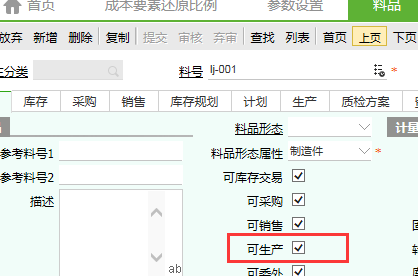 首页 成本要素还原比例 参数设置 料品
放弃 新增 删除 复制 提交 审核 弃审 查找 列表 首页 上页 下页
分类 料号 lj-001 *
库存 采购 销售 库存规划 计划 生产 质检方案
料品形态 计量
参考料号1 料品形态属性 制造件 *
参考料号2 可库存交易
描述 可采购
可销售
可生产
ab 可委外